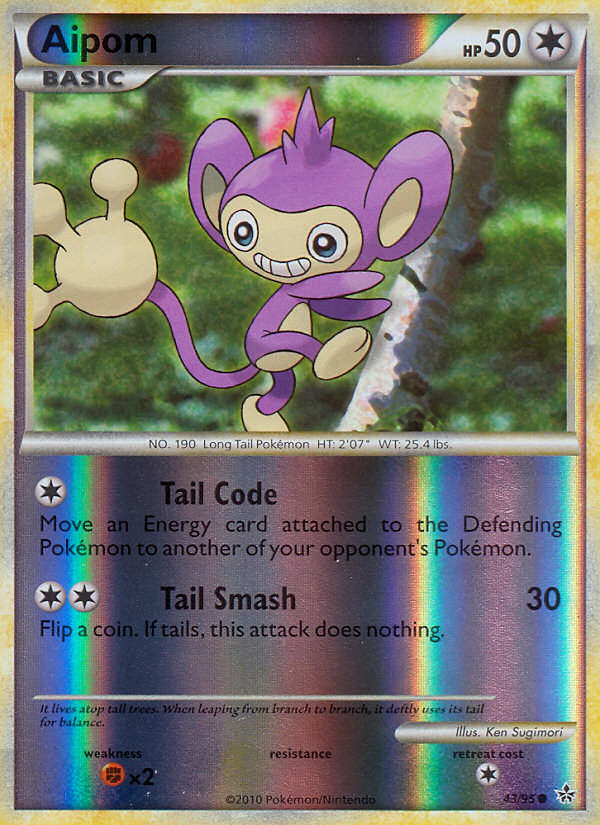 Aipom
HP 50
BASIC
NO. 190 Long Tail Pokémon HT: 2'07" WT: 25.4 lbs.
Tail Code
Move an Energy card attached to the Defending
Pokémon to another of your opponent's Pokémon.
Tail Smash 30
Flip a coin. If tails, this attack does nothing.
It lives atop tall trees. When leaping from branch to branch, it deftly uses its tail
for balance.
Illus. Ken Sugimori
weakness resistance retreat cost
×2
©2010 Pokémon/Nintendo 43/95